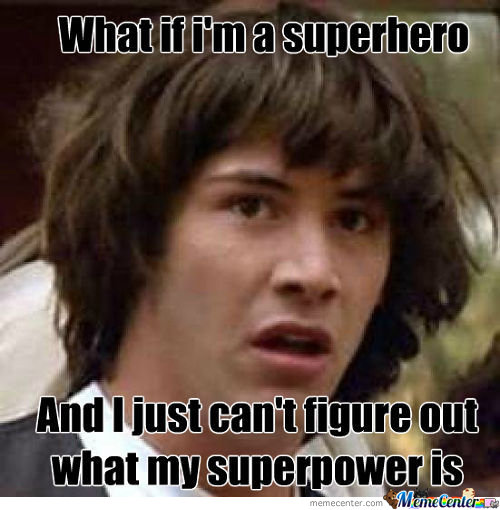 What if i'm a superhero
And I just can't figure out
what my superpower is
memecenter.com MemeCenter